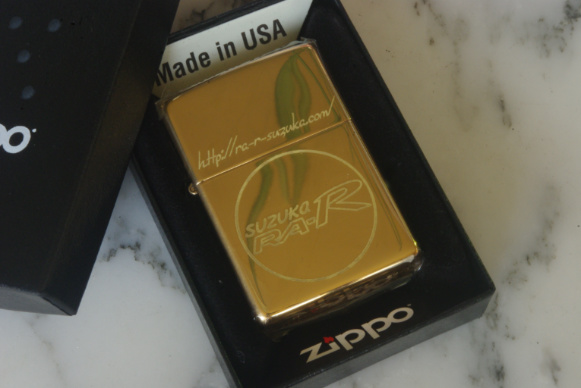 Made in USA
http://ra-r-suzuka.com/
SUZUKA
RA-R
zippo